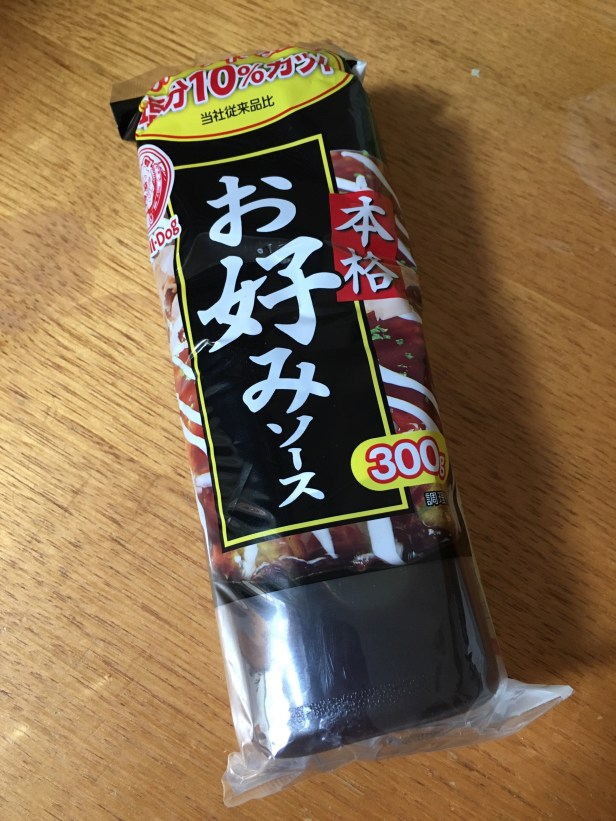 塩分10%カット
当社従来品比
本格
お好みソース
300g